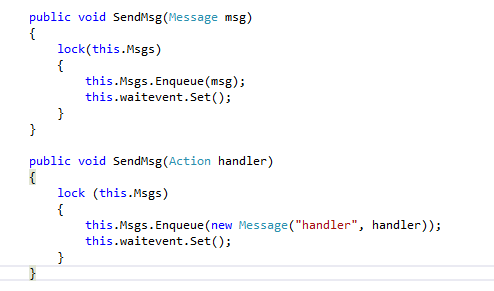 public void SendMsg(Message msg)
{
    lock(this.Msgs)
    {
        this.Msgs.Enqueue(msg);
        this.waitevent.Set();
    }
}

public void SendMsg(Action handler)
{
    lock (this.Msgs)
    {
        this.Msgs.Enqueue(new Message("handler", handler));
        this.waitevent.Set();
    }
}